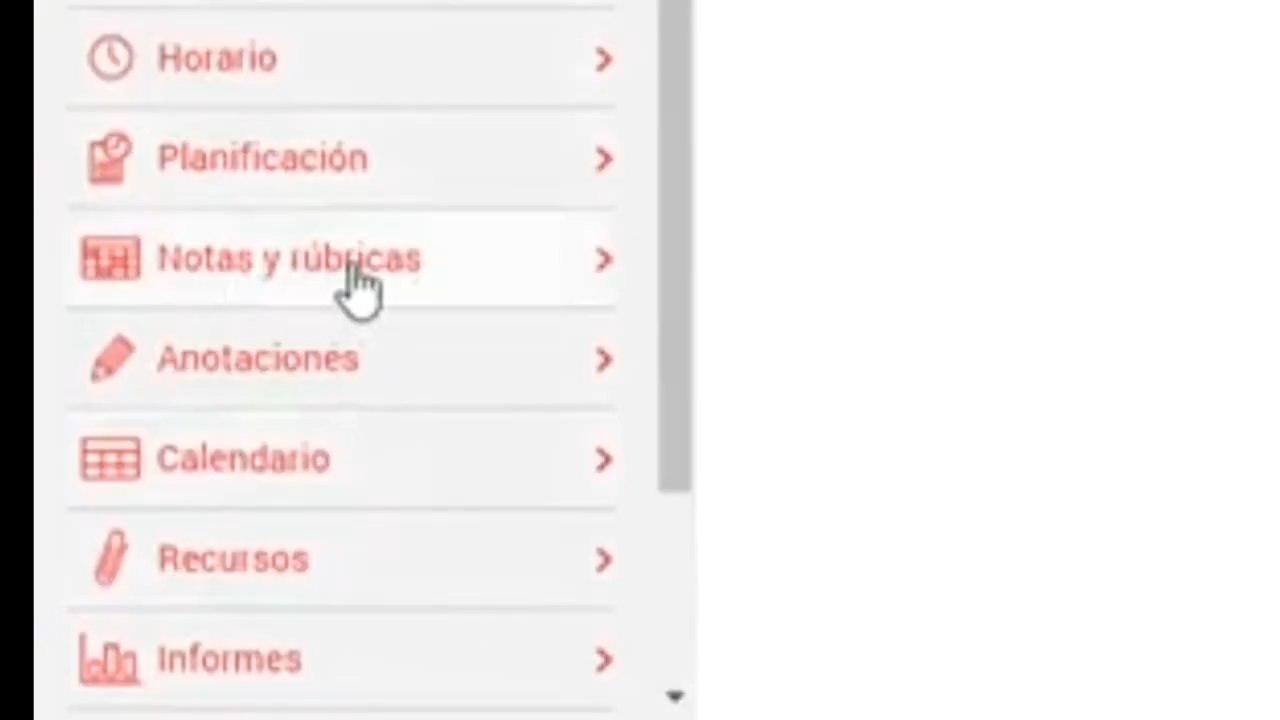 Horario
Planificación
Notas y rúbricas
Anotaciones
Calendario
Recursos
Informes